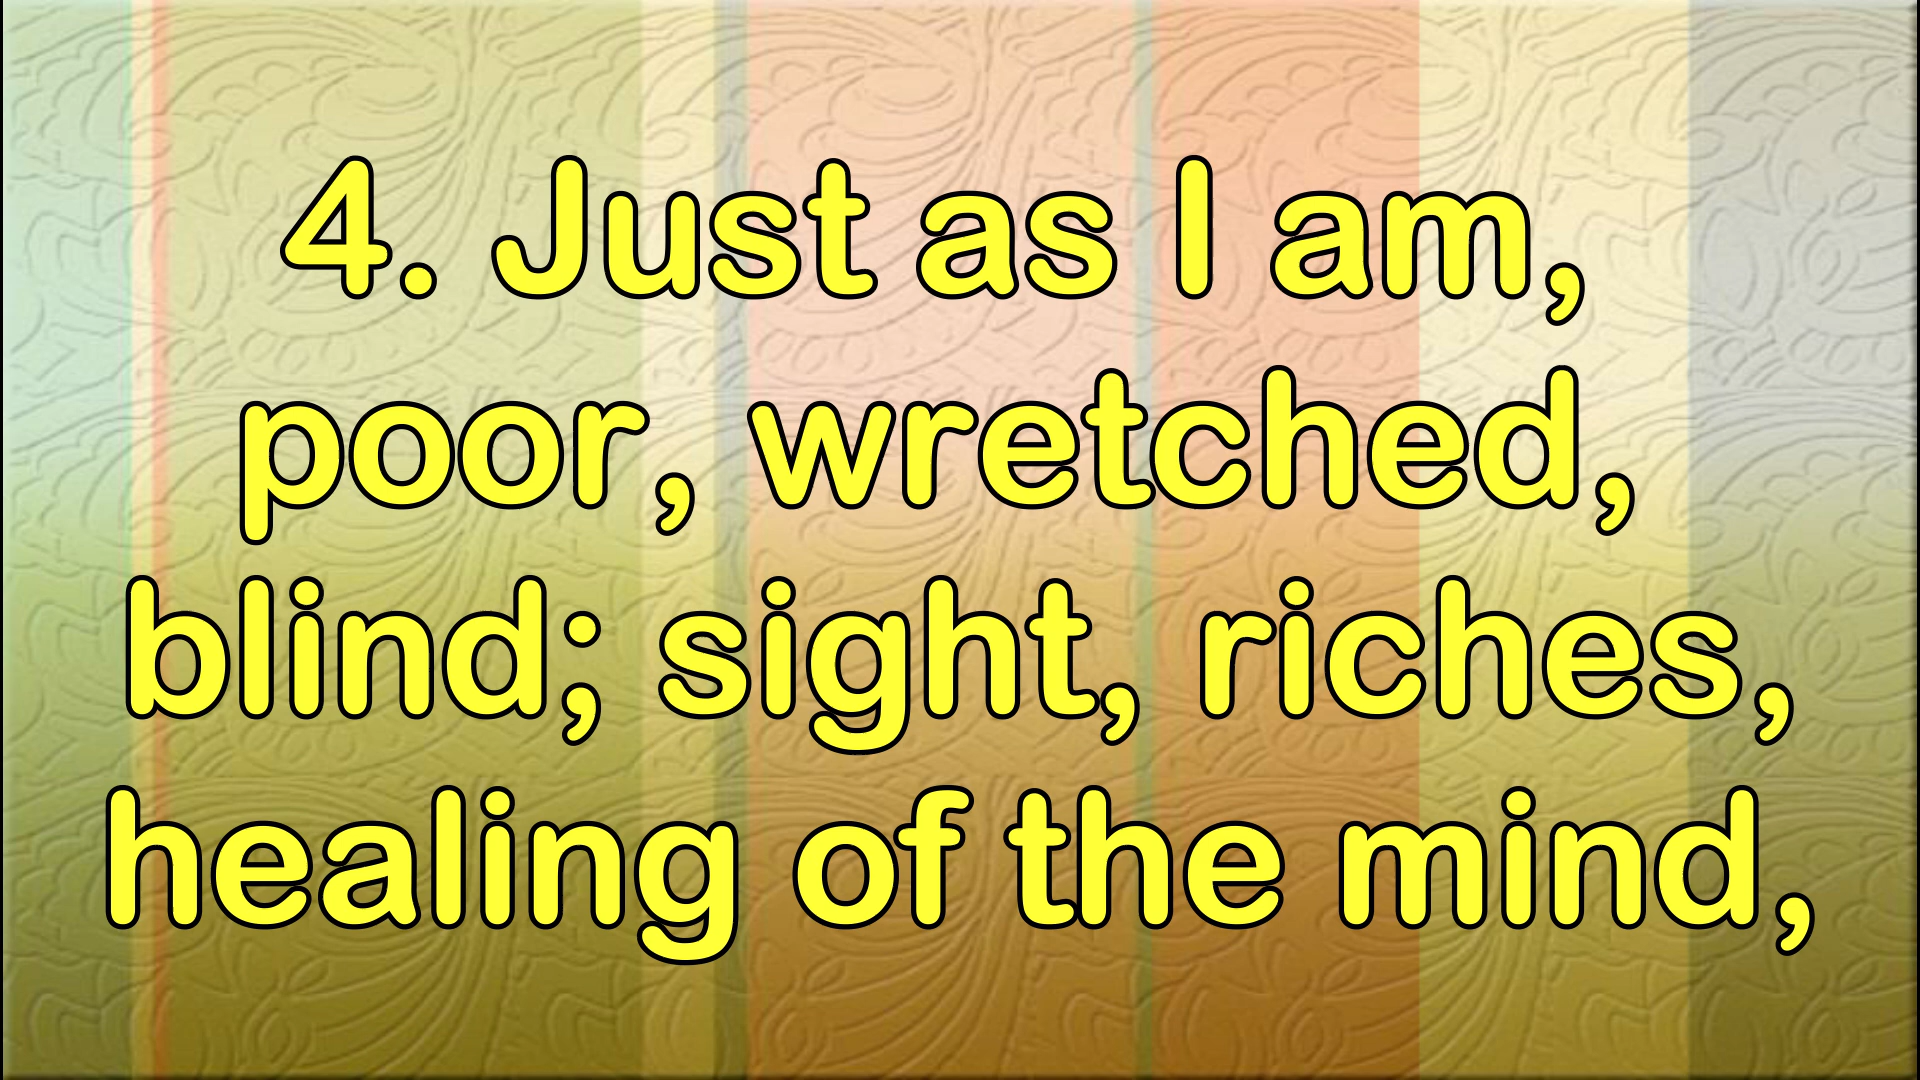 4. Just as I am,
poor, wretched,
blind; sight, riches,
healing of the mind,